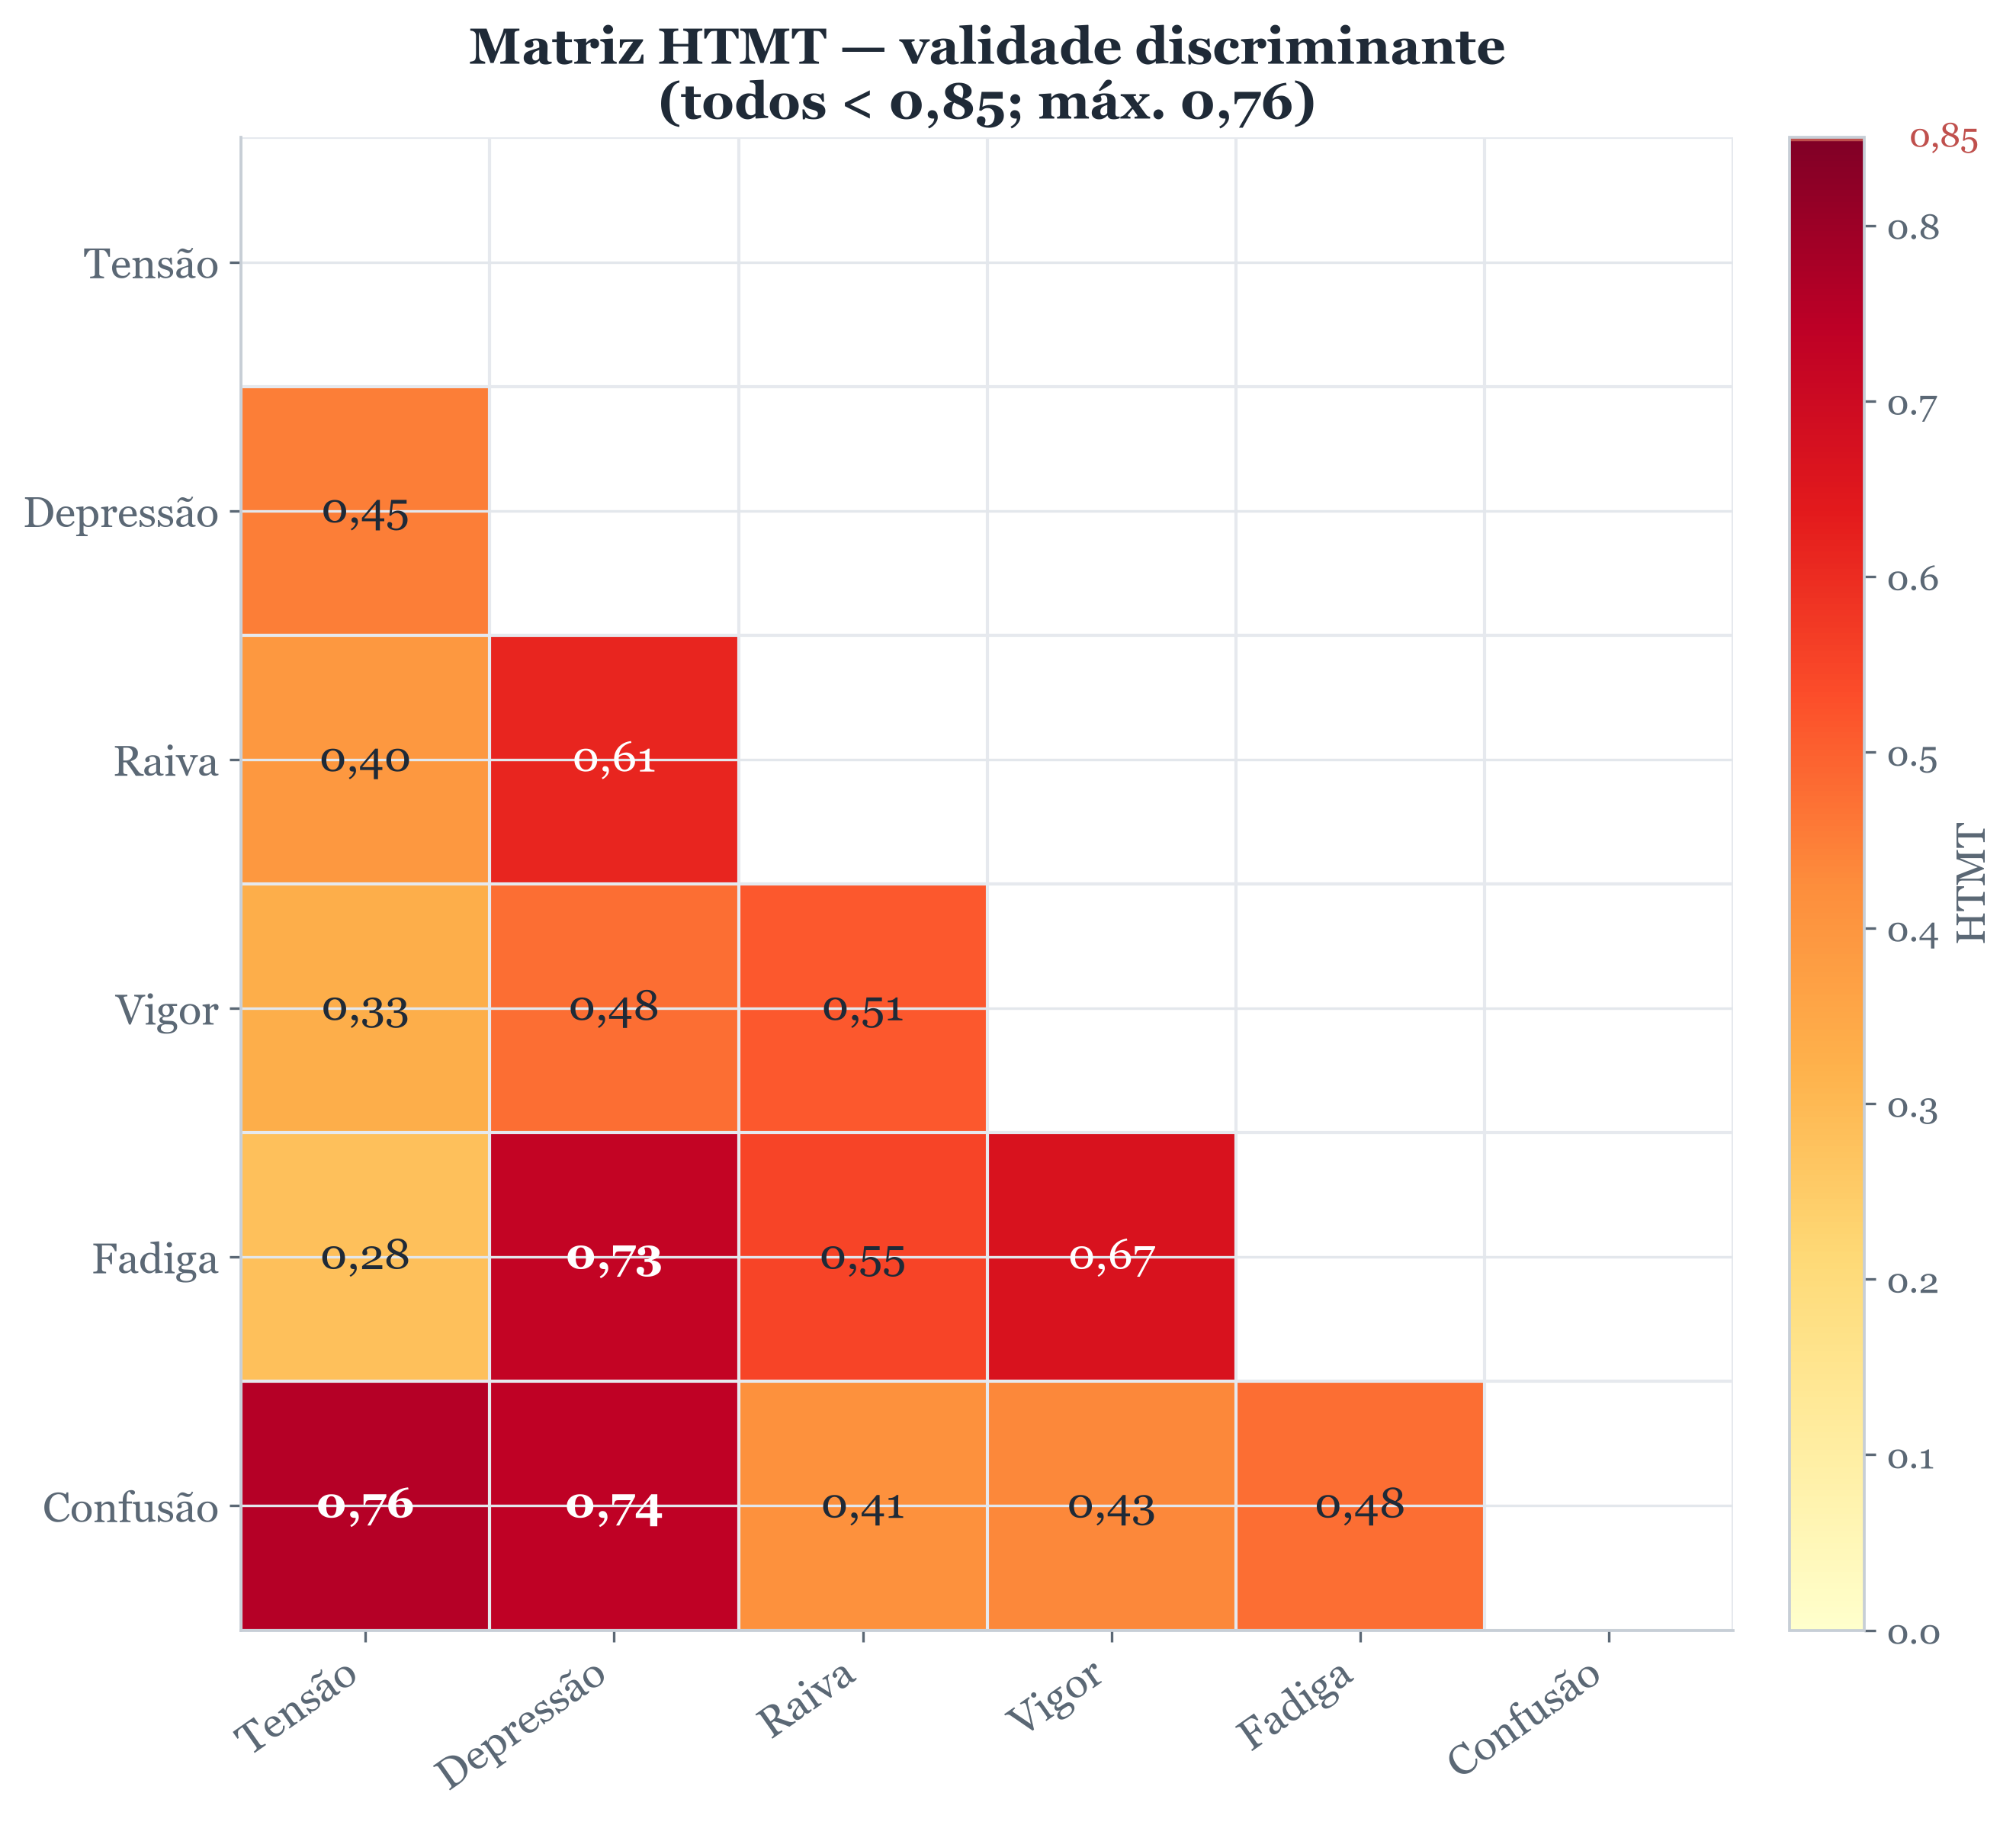 Matriz HTMT — validade discriminante
(todos < 0,85; máx. 0,76)
0,85
Tensão
Depressão 0,45
Raiva 0,40 0,61
Vigor 0,33 0,48 0,51
Fadiga 0,28 0,73 0,55 0,67
Confusão 0,76 0,74 0,41 0,43 0,48
Tensão Depressão Raiva Vigor Fadiga Confusão
0.8
0.7
0.6
0.5
0.4
0.3
0.2
0.1
0.0
HTMT